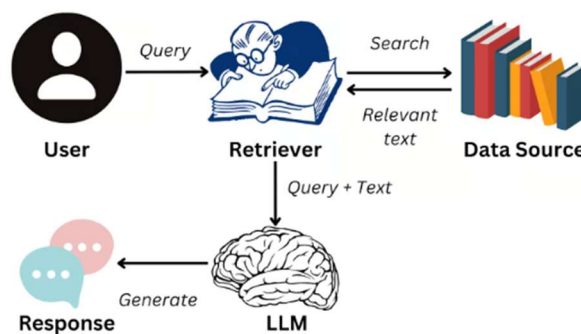 Query
Search
Relevant
text
User
Retriever
Data Source
Query + Text
Generate
Response
LLM